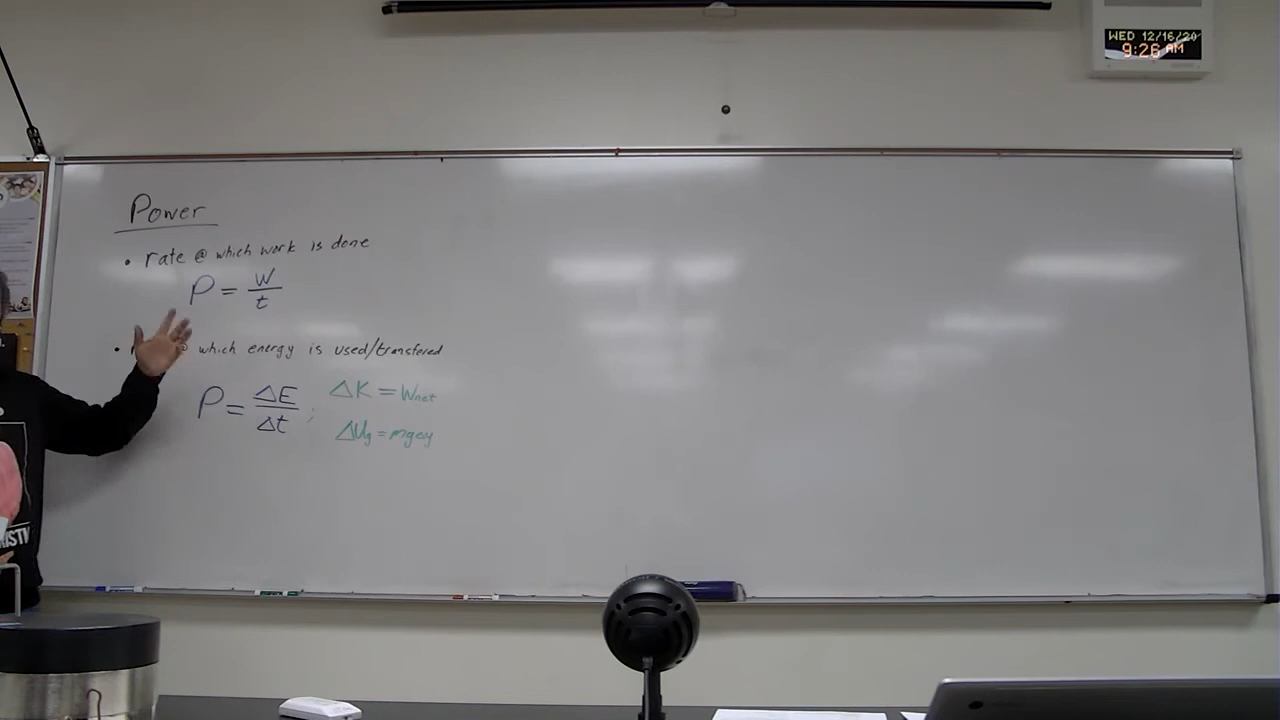 WED 12/16/20
9:26 AM
Power
• rate @ which work is done
P = W/t
• @ which energy is used/transfered
P = ΔE/Δt ; ΔK = Wnet
ΔUg = mgΔy